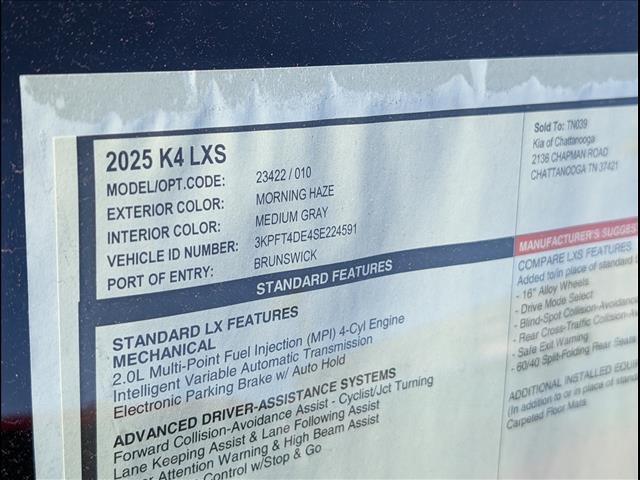 2025 K4 LXS
MODEL/OPT.CODE: 23422 / 010
EXTERIOR COLOR: MORNING HAZE
INTERIOR COLOR: MEDIUM GRAY
VEHICLE ID NUMBER: 3KPFT4DE4SE224591
PORT OF ENTRY: BRUNSWICK
Sold To: TN039
Kia of Chattanooga
2136 CHAPMAN ROAD
CHATTANOOGA TN 37421
STANDARD FEATURES
STANDARD LX FEATURES
MECHANICAL
2.0L Multi-Point Fuel Injection (MPI) 4-Cyl Engine
Intelligent Variable Automatic Transmission
Electronic Parking Brake w/ Auto Hold
ADVANCED DRIVER-ASSISTANCE SYSTEMS
Forward Collision-Avoidance Assist - Cyclist/Jct Turning
Lane Keeping Assist & Lane Following Assist
Attention Warning & High Beam Assist
Control w/Stop & Go
MANUFACTURER'S SUGGES
COMPARE LXS FEATURES
Added to/in place of standard
- 16" Alloy Wheels
- Drive Mode Select
- Blind-Spot Collision-Avoidance
- Rear Cross-Traffic Collision-
- Safe Exit Warning
- 60/40 Split-Folding Rear Seats
ADDITIONAL INSTALLED EQUI
(In addition to or in place of stand
Carpeted Floor Mats